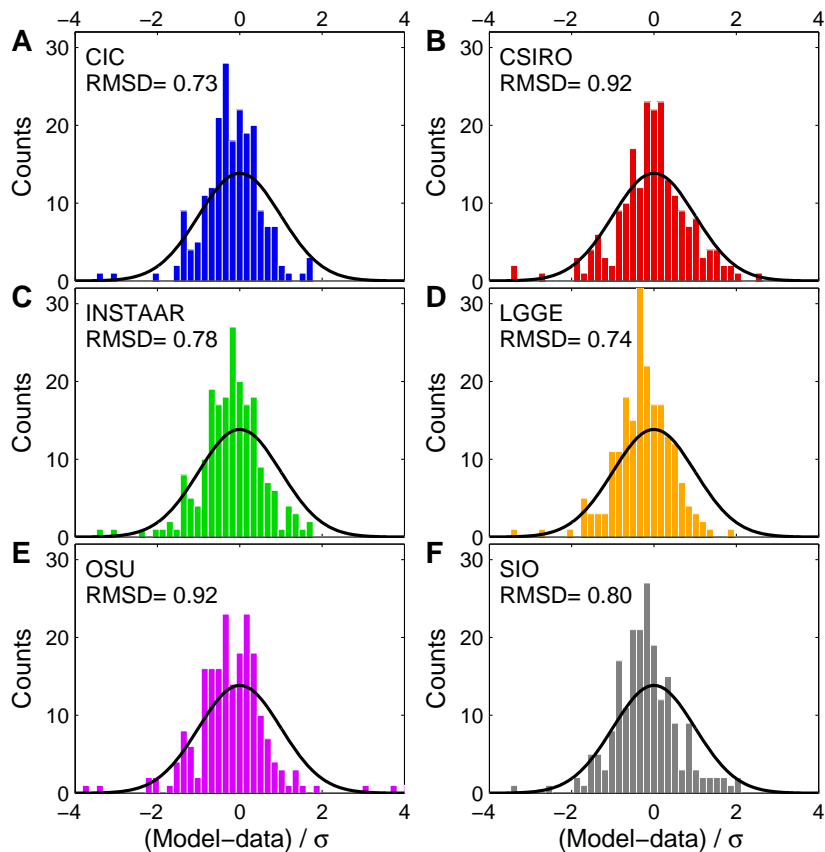 −4 −2 0 2 4 −4 −2 0 2 4
A B
30 CIC 30 CSIRO
RMSD= 0.73 RMSD= 0.92
20 20
Counts Counts
10 10
0 0
C D
30 INSTAAR 30 LGGE
RMSD= 0.78 RMSD= 0.74
20 20
Counts Counts
10 10
0 −2 2 0 −2 2
E F
30 OSU 30 SIO
RMSD= 0.92 RMSD= 0.80
20 20
Counts Counts
10 10
0 0
−4 −2 0 2 4 −4 −2 0 2 4
(Model−data) / σ (Model−data) / σ